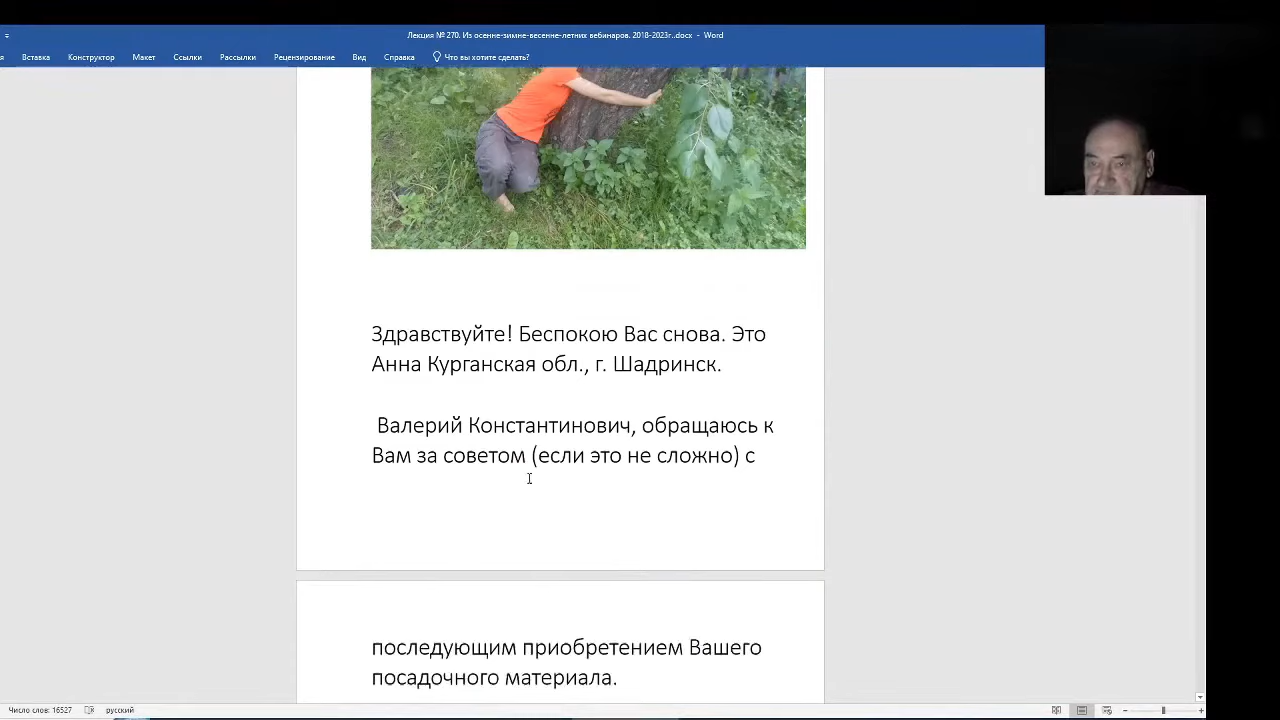 Лекция № 270. Из осенне-зимне-весенне-летних вебинаров. 2018-2023г..docx - Word
я Вставка Конструктор Макет Ссылки Рассылки Рецензирование Вид Справка Что вы хотите сделать?
Здравствуйте! Беспокою Вас снова. Это
Анна Курганская обл., г. Шадринск.
Валерий Константинович, обращаюсь к
Вам за советом (если это не сложно) с
последующим приобретением Вашего
посадочного материала.
Число слов: 16527 русский